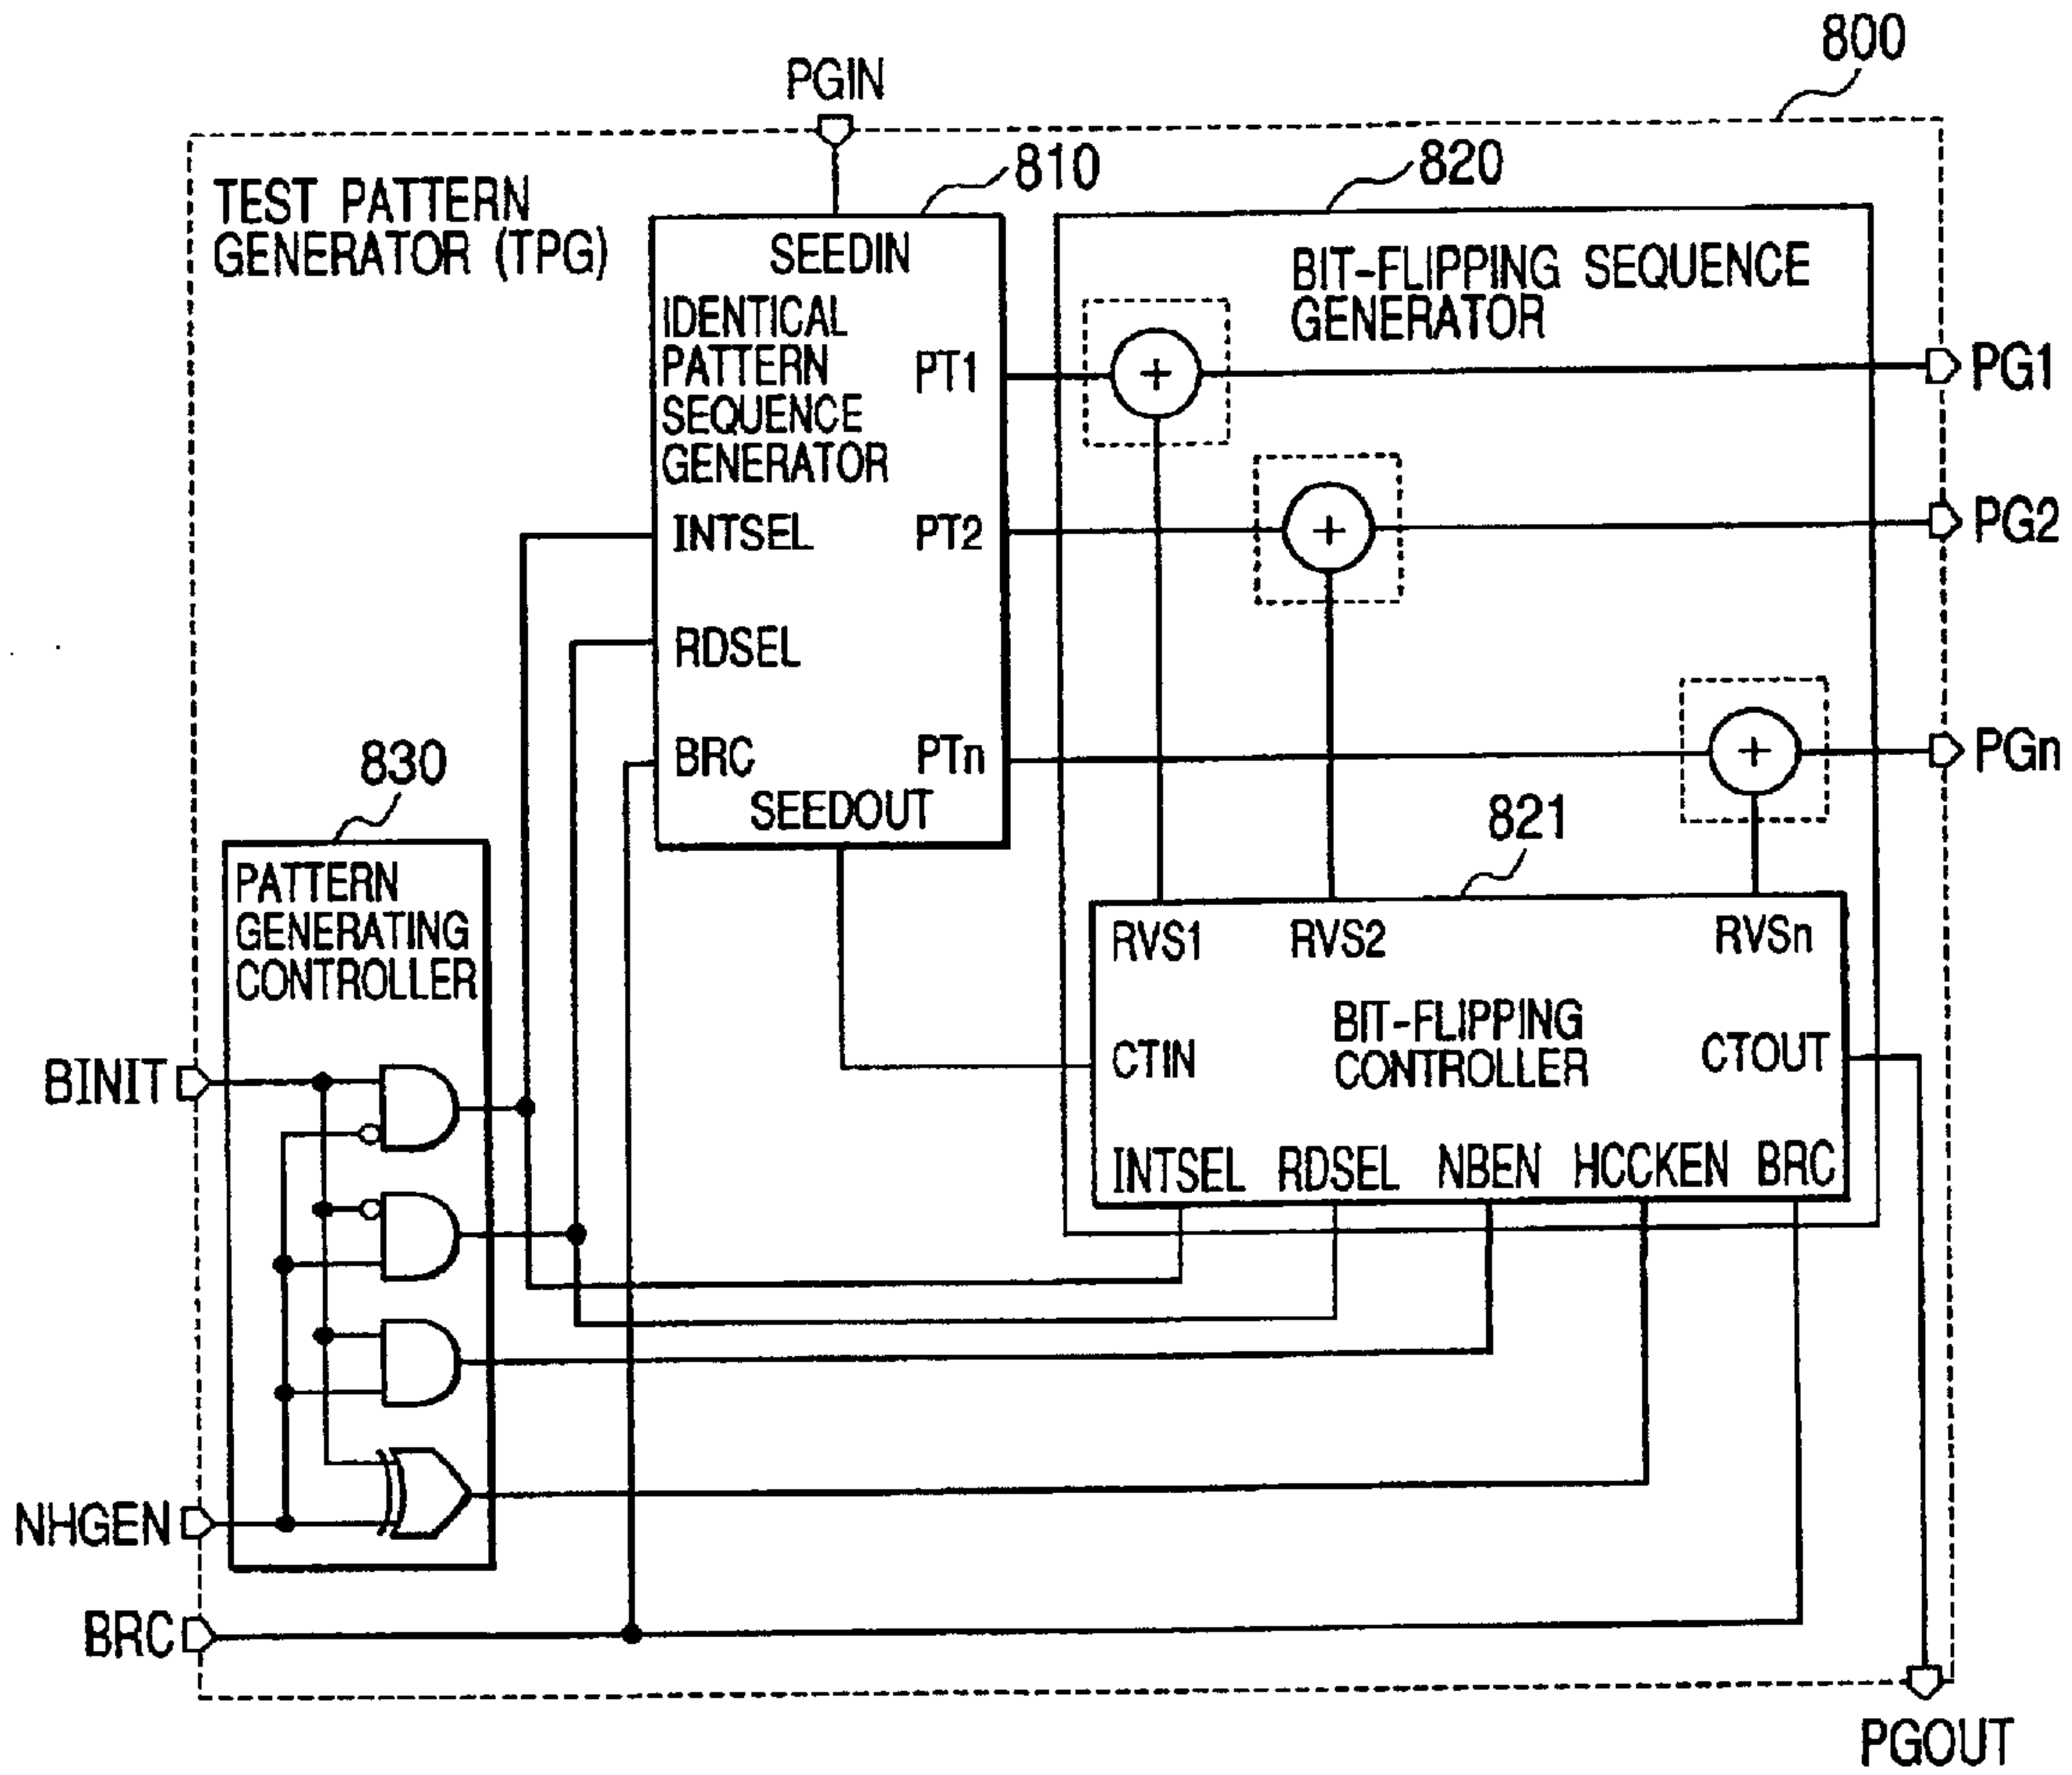 800
PGIN
810
820
TEST PATTERN
GENERATOR (TPG)
SEEDIN
IDENTICAL
PATTERN
SEQUENCE
GENERATOR
BIT-FLIPPING SEQUENCE
GENERATOR
PT1
+
PG1
INTSEL
PT2
+
PG2
RDSEL
BRC
PTn
+
PGn
SEEDOUT
830
821
PATTERN
GENERATING
CONTROLLER
RVS1
RVS2
RVSn
BIT-FLIPPING
CONTROLLER
CTIN
CTOUT
BINIT
INTSEL
RDSEL
NBEN
HCCKEN
BRC
NHGEN
BRC
PGOUT